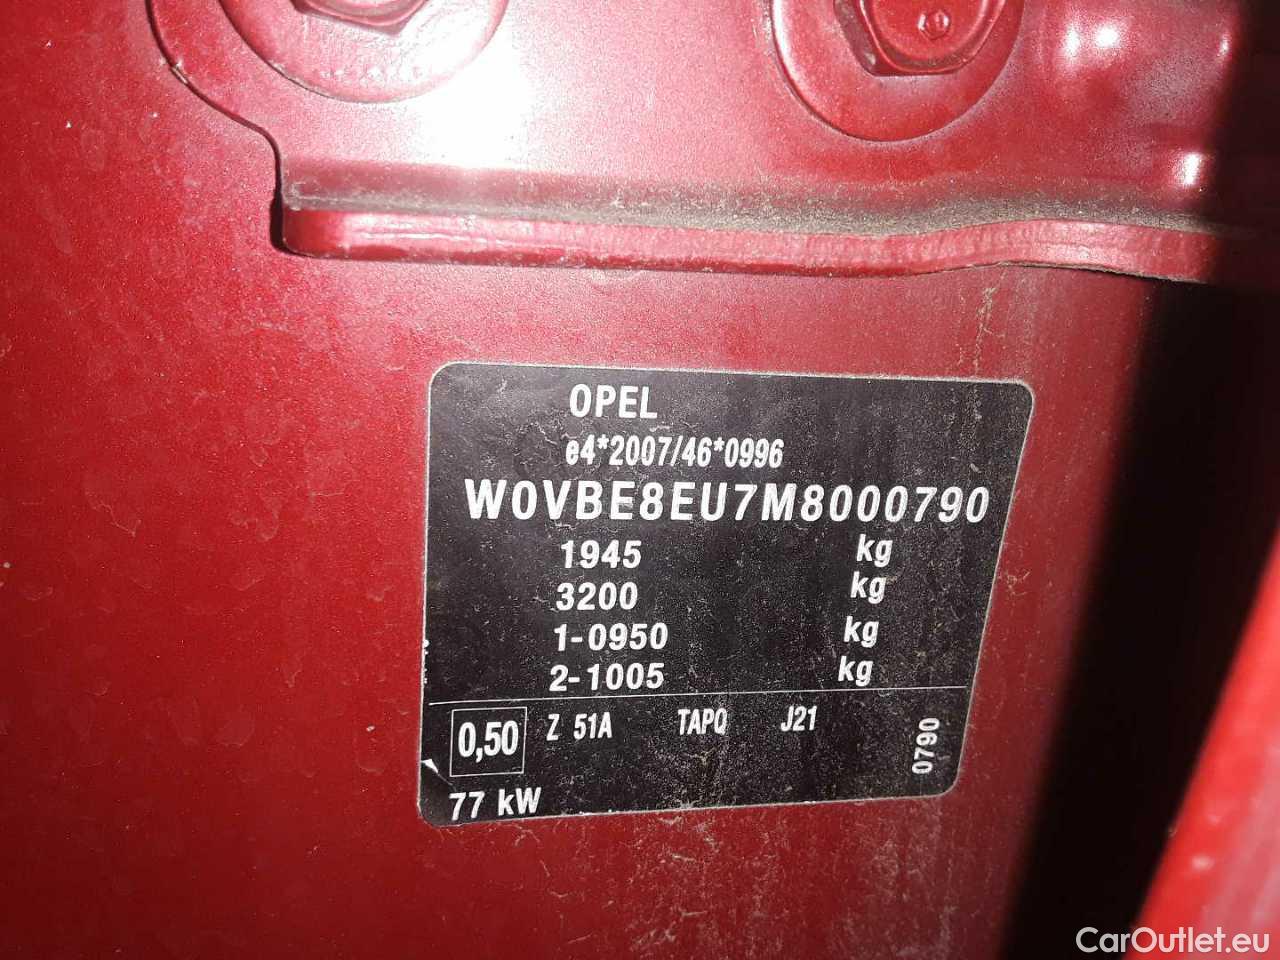 OPEL
e4*2007/46*0996
W0VBE8EU7M8000790
1945 kg
3200 kg
1-0950 kg
2-1005 kg
0,50 Z 51A TAPQ J21
0790
77 kW
CarOutlet.eu